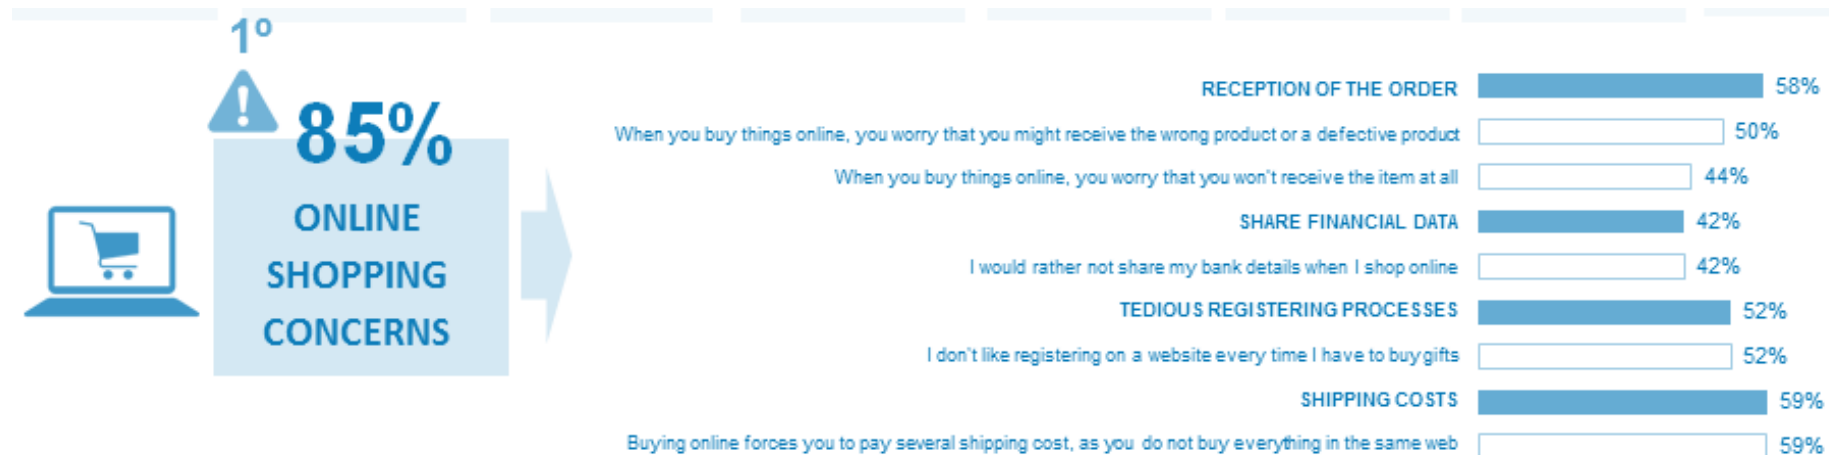 1º
85%
ONLINE
SHOPPING
CONCERNS
RECEPTION OF THE ORDER 58%
When you buy things online, you worry that you might receive the wrong product or a defective product 50%
When you buy things online, you worry that you won't receive the item at all 44%
SHARE FINANCIAL DATA 42%
I would rather not share my bank details when I shop online 42%
TEDIOUS REGISTERING PROCESSES 52%
I don't like registering on a website every time I have to buy gifts 52%
SHIPPING COSTS 59%
Buying online forces you to pay several shipping cost, as you do not buy everything in the same web 59%